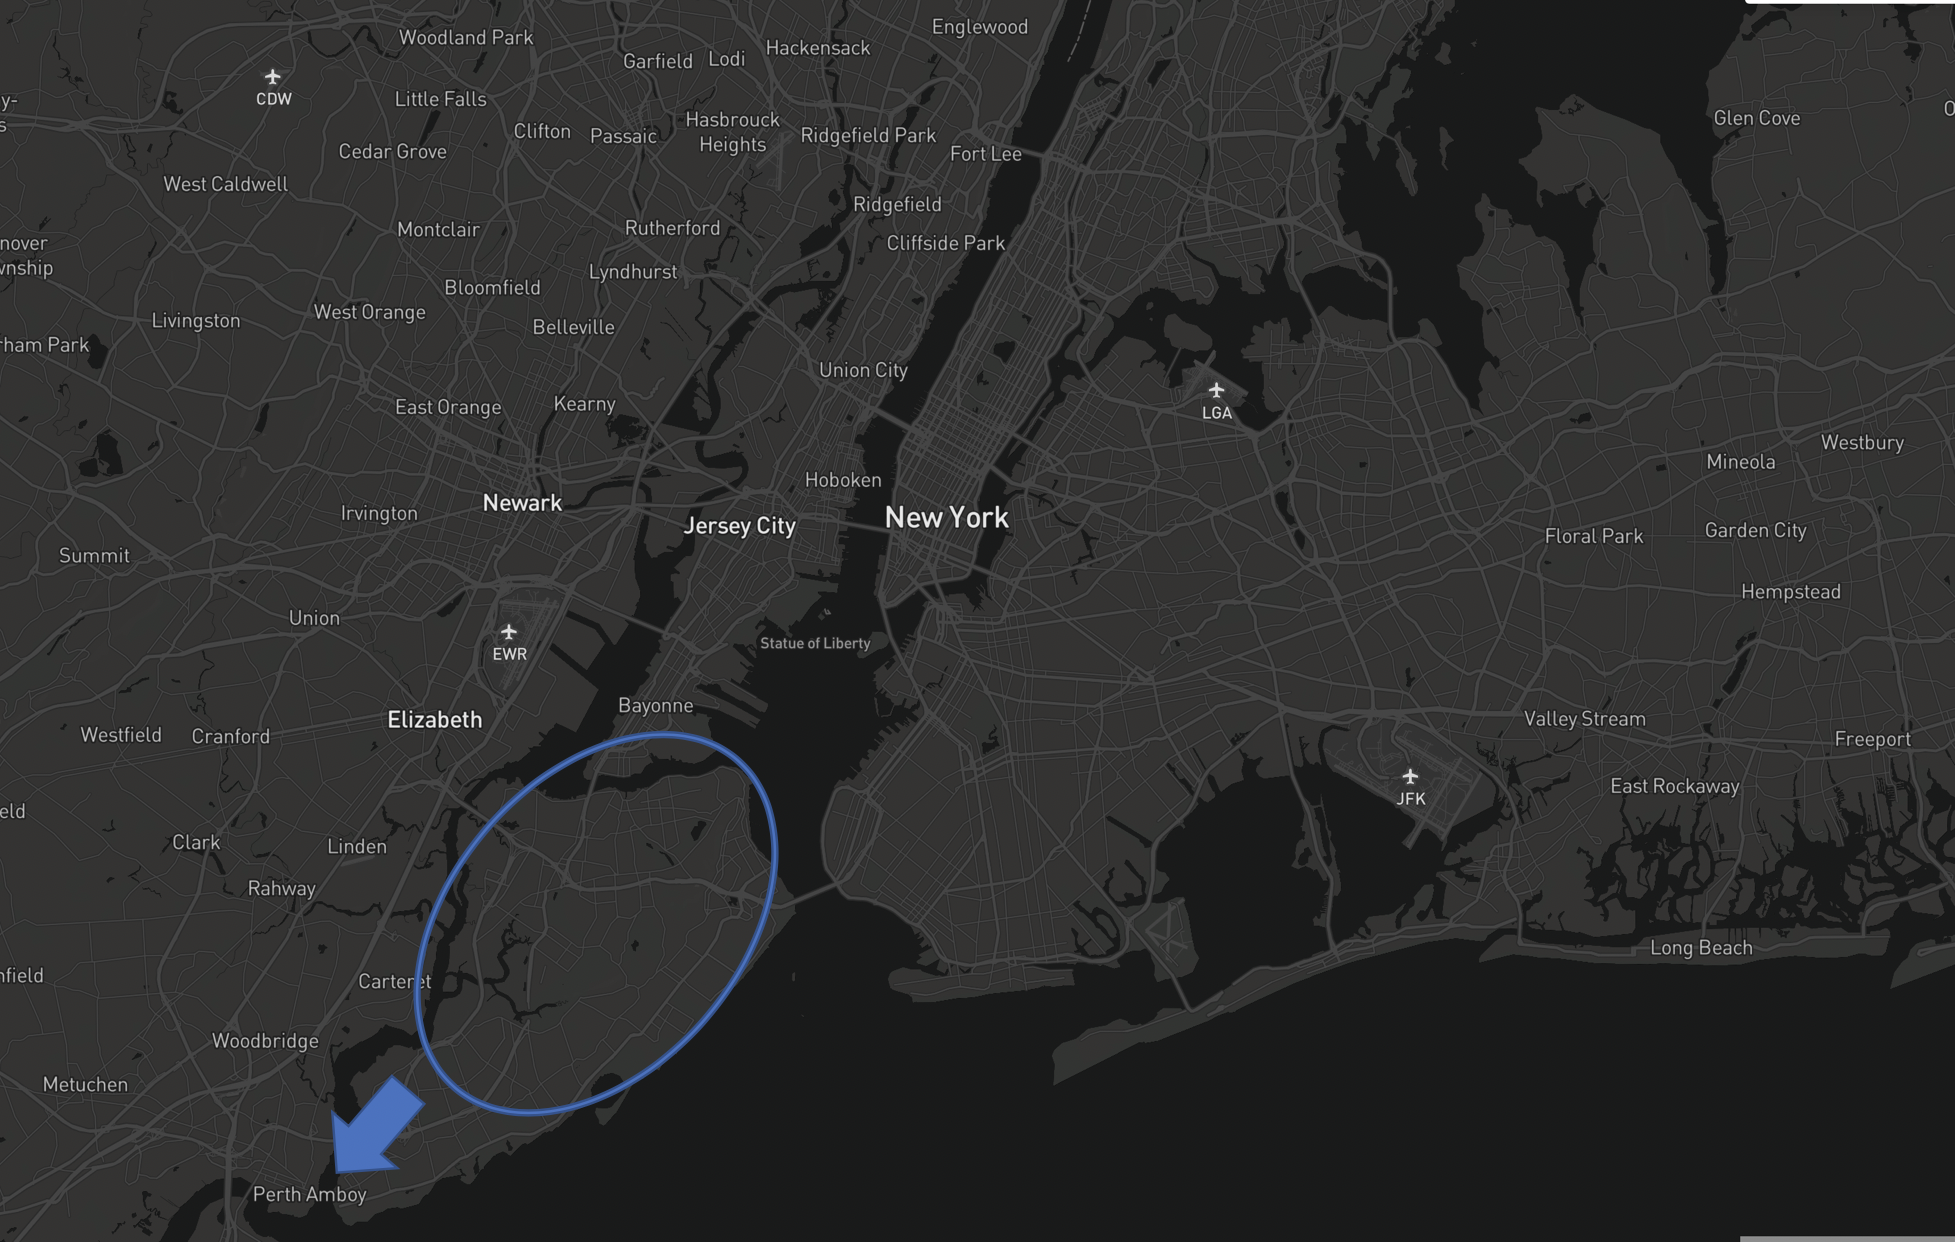 Englewood
Woodland Park
Hackensack
Garfield
Lodi
CDW
Little Falls
y-
s
Glen Cove
O
Hasbrouck
Heights
Clifton
Passaic
Ridgefield Park
Cedar Grove
Fort Lee
West Caldwell
Ridgefield
Montclair
Rutherford
Cliffside Park
nover
wnship
Lyndhurst
Bloomfield
West Orange
Livingston
Belleville
rham Park
Union City
East Orange
Kearny
LGA
Westbury
Mineola
Hoboken
Newark
Irvington
Jersey City
New York
Floral Park
Garden City
Summit
Hempstead
Union
EWR
Statue of Liberty
Bayonne
Elizabeth
Westfield
Cranford
Valley Stream
Freeport
JFK
East Rockaway
eld
Clark
Linden
Rahway
Long Beach
nfield
Carteret
Woodbridge
Metuchen
Perth Amboy